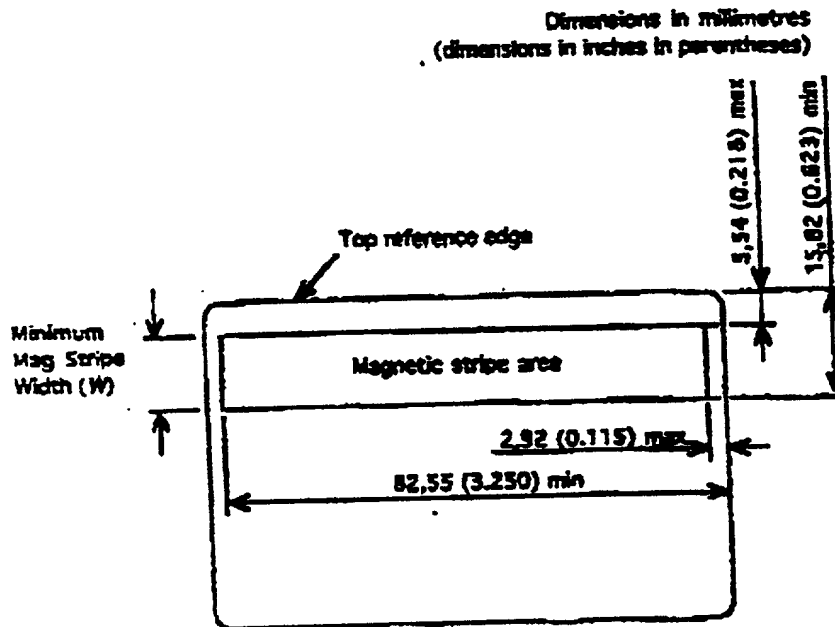 Dimensions in millimetres
(dimensions in inches in parentheses)
5,54 (0.218) max
15,82 (0.623) min
Top reference edge
Minimum
Mag Stripe
Width (W)
Magnetic stripe area
2,92 (0.115) max
82,55 (3.250) min